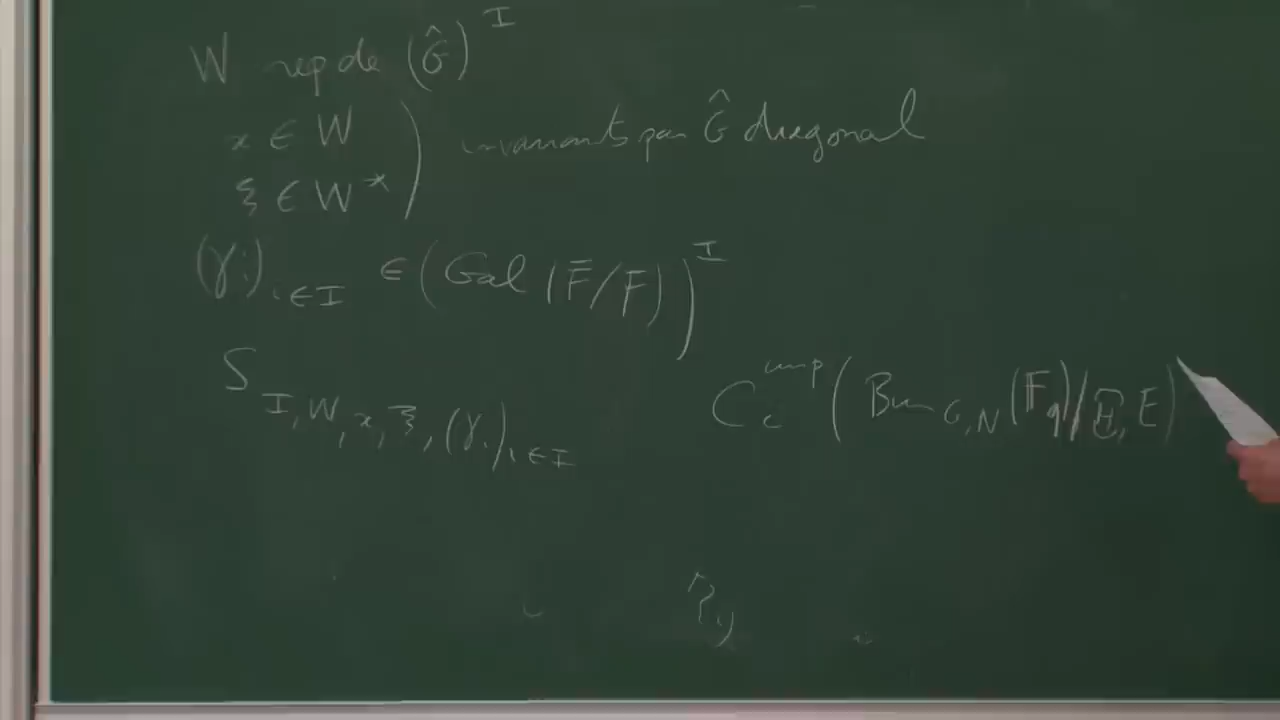 W rep de (Ĝ)^I
x ∈ W
ξ ∈ W*
) invariants par Ĝ diagonal
(γ_i)_{i∈I} ∈ (Gal(F̄/F))^I
S_{I,W,x,ξ,(γ_i)_{i∈I}}
C_c^{cusp}(Bun_{G,N}(F_q)/Ξ, E)